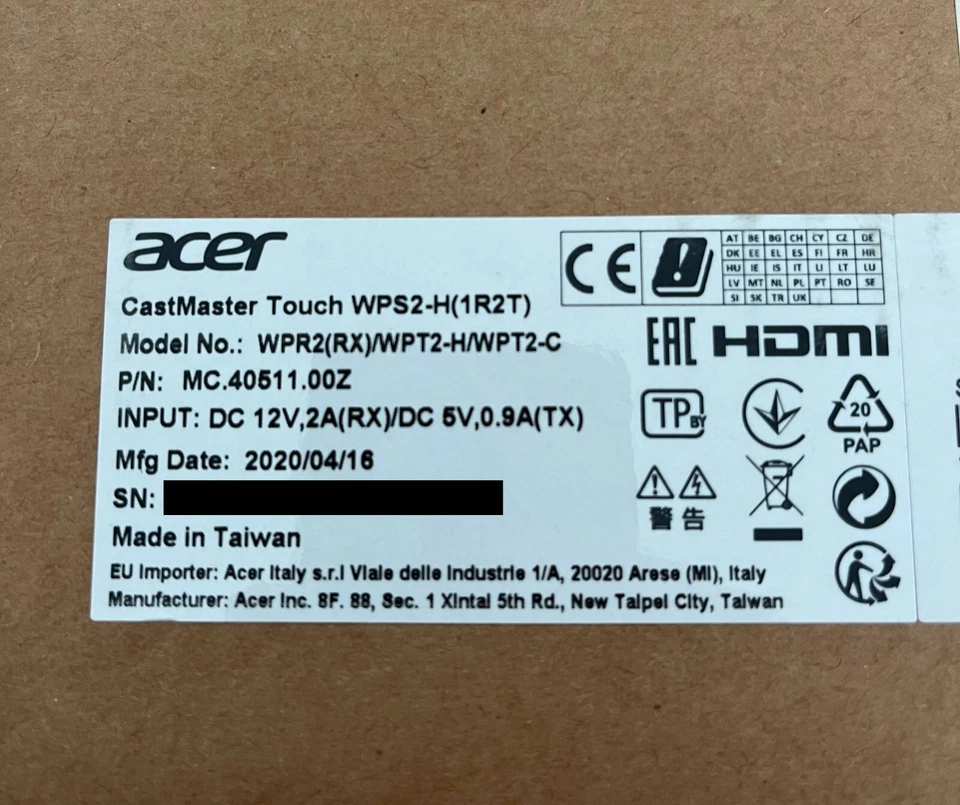 acer
CastMaster Touch WPS2-H(1R2T)
Model No.: WPR2(RX)/WPT2-H/WPT2-C
P/N: MC.40511.00Z
INPUT: DC 12V,2A(RX)/DC 5V,0.9A(TX)
Mfg Date: 2020/04/16
SN:
Made in Taiwan
EU Importer: Acer Italy s.r.l Viale delle Industrie 1/A, 20020 Arese (MI), Italy
Manufacturer: Acer Inc. 8F. 88, Sec. 1 Xintai 5th Rd., New Taipei City, Taiwan
CE
AT BE BG CH CY CZ DE
DK EE EL ES FI FR HR
HU IE IS IT LI LT LU
LV MT NL PL PT RO SE
SI SK TR UK
EAC HDMI
TP BY
20
PAP
警告